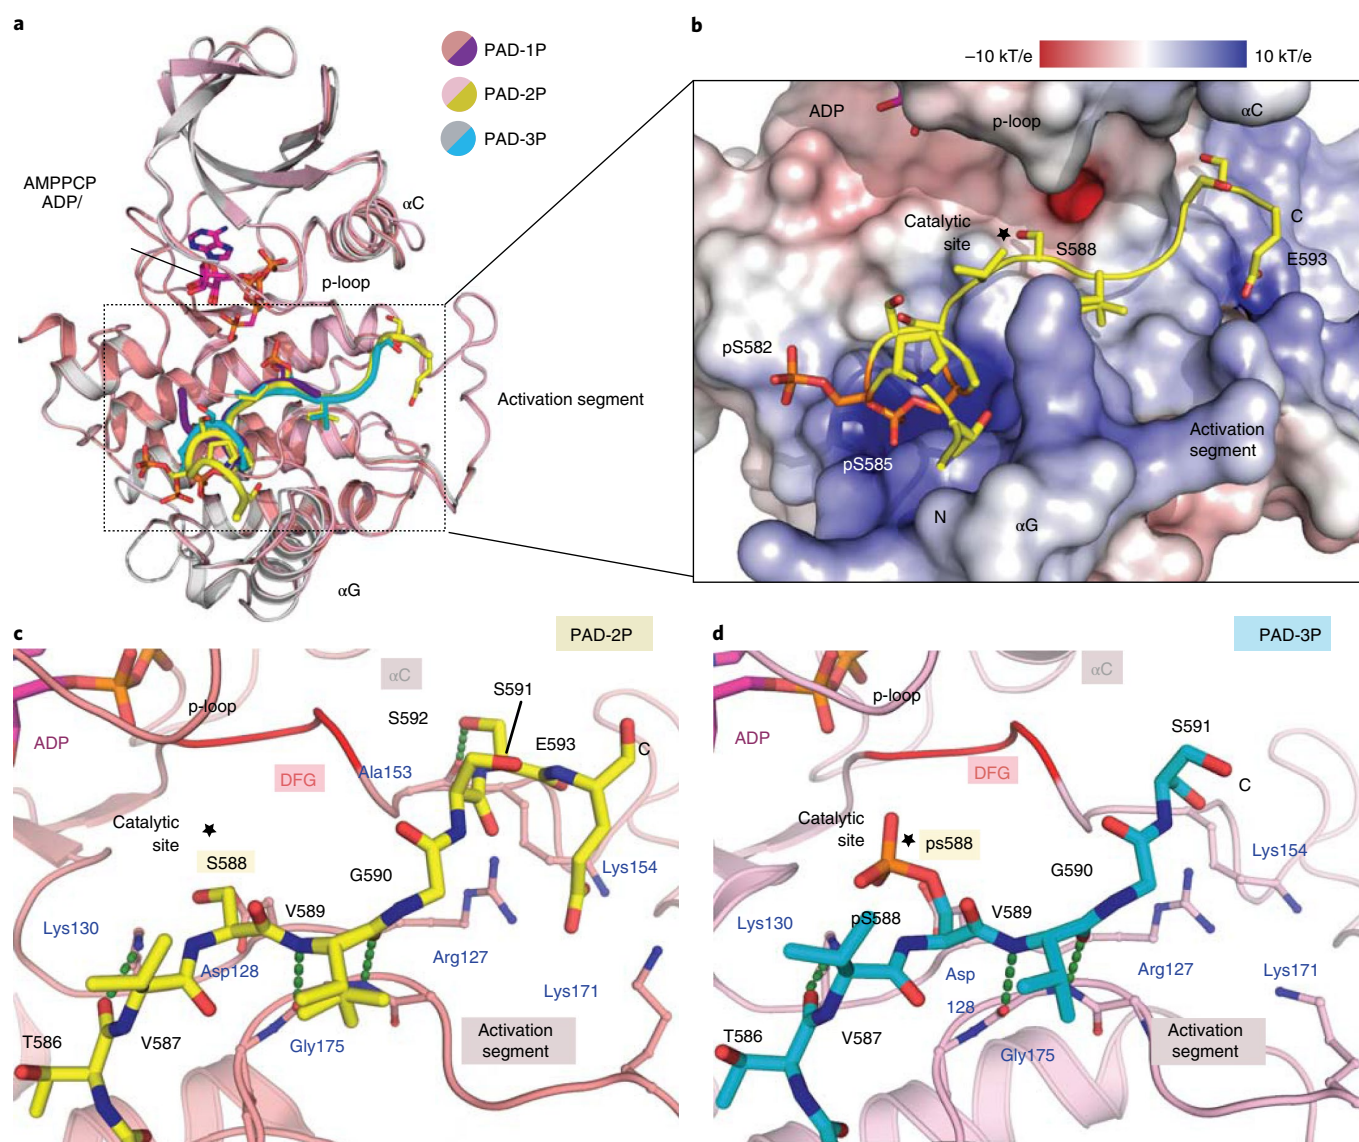 a
PAD-1P
PAD-2P
PAD-3P
AMPPCP
ADP/
αC
p-loop
Activation segment
αG
b
–10 kT/e
10 kT/e
ADP
p-loop
αC
Catalytic
site
S588
C
E593
pS582
pS585
Activation
segment
N
αG
c
PAD-2P
αC
S591
p-loop
S592
E593
C
ADP
DFG
Ala153
Catalytic
site
S588
G590
Lys154
V589
Lys130
Asp128
Arg127
Lys171
T586
V587
Gly175
Activation
segment
d
PAD-3P
αC
p-loop
S591
ADP
DFG
C
Catalytic
site
ps588
G590
Lys154
Lys130
pS588
V589
Asp
128
Arg127
Lys171
T586
V587
Gly175
Activation
segment